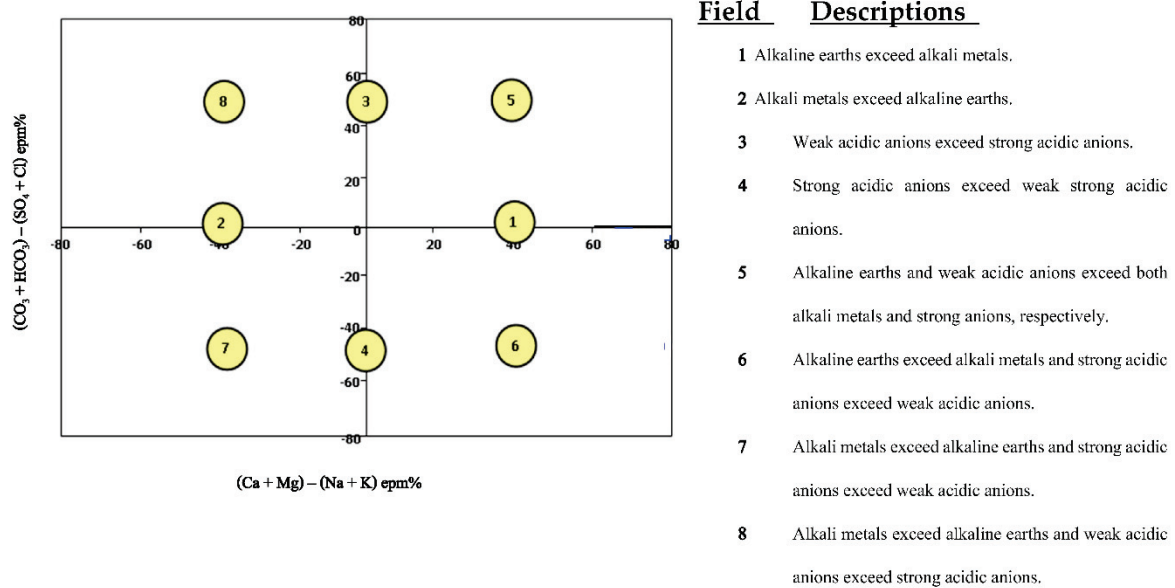 80
60
40
20
0
-20
-40
-60
-80
-80
-60
-40
20
40
60
80
8
3
5
2
1
7
4
6
(CO3 + HCO3) – (SO4 + Cl) epm%
(Ca + Mg) – (Na + K) epm%
Field Descriptions
1 Alkaline earths exceed alkali metals.
2 Alkali metals exceed alkaline earths.
3 Weak acidic anions exceed strong acidic anions.
4 Strong acidic anions exceed weak strong acidic
anions.
5 Alkaline earths and weak acidic anions exceed both
alkali metals and strong anions, respectively.
6 Alkaline earths exceed alkali metals and strong acidic
anions exceed weak acidic anions.
7 Alkali metals exceed alkaline earths and strong acidic
anions exceed weak acidic anions.
8 Alkali metals exceed alkaline earths and weak acidic
anions exceed strong acidic anions.